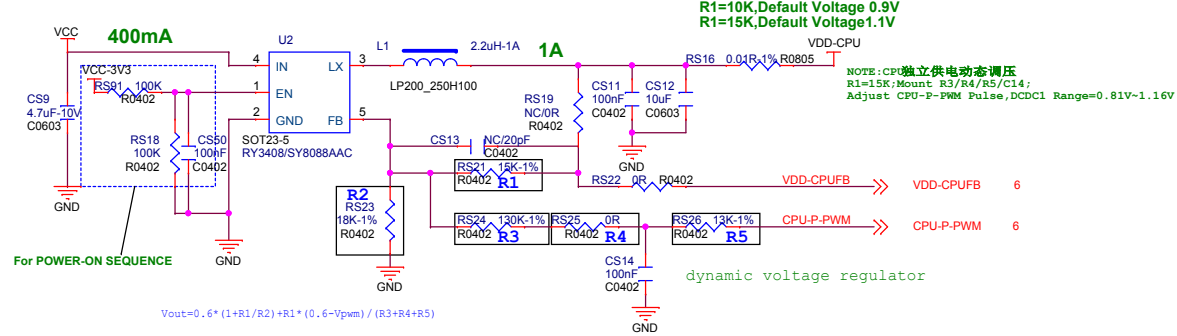 R1=10K,Default Voltage 0.9V
R1=15K,Default Voltage1.1V
VCC
400mA
U2
L1
2.2uH-1A
1A
VDD-CPU
4
IN
LX
3
RS16
0.01R-1%
R0805
VCC-3V3
LP200_250H100
NOTE:CPU独立供电动态调压
R1=15K;Mount R3/R4/R5/C14;
Adjust CPU-P-PWM Pulse,DCDC1 Range=0.81V~1.16V
RS91
100K
R0402
1
EN
CS9
4.7uF-10V
C0603
2
GND
FB
5
RS19
NC/0R
R0402
CS11
100nF
C0402
CS12
10uF
C0603
SOT23-5
RY3408/SY8088AAC
RS18
100K
R0402
CS50
100nF
C0402
CS13
NC/20pF
C0402
GND
RS21
15K-1%
R0402
R1
RS22
0R
R0402
VDD-CPUFB
VDD-CPUFB
6
GND
R2
RS23
18K-1%
R0402
RS24
130K-1%
R0402
R3
RS25
0R
R0402
R4
RS26
13K-1%
R0402
R5
CPU-P-PWM
CPU-P-PWM
6
For POWER-ON SEQUENCE
GND
CS14
100nF
C0402
dynamic voltage regulator
GND
Vout=0.6*(1+R1/R2)+R1*(0.6-Vpwm)/(R3+R4+R5)
GND